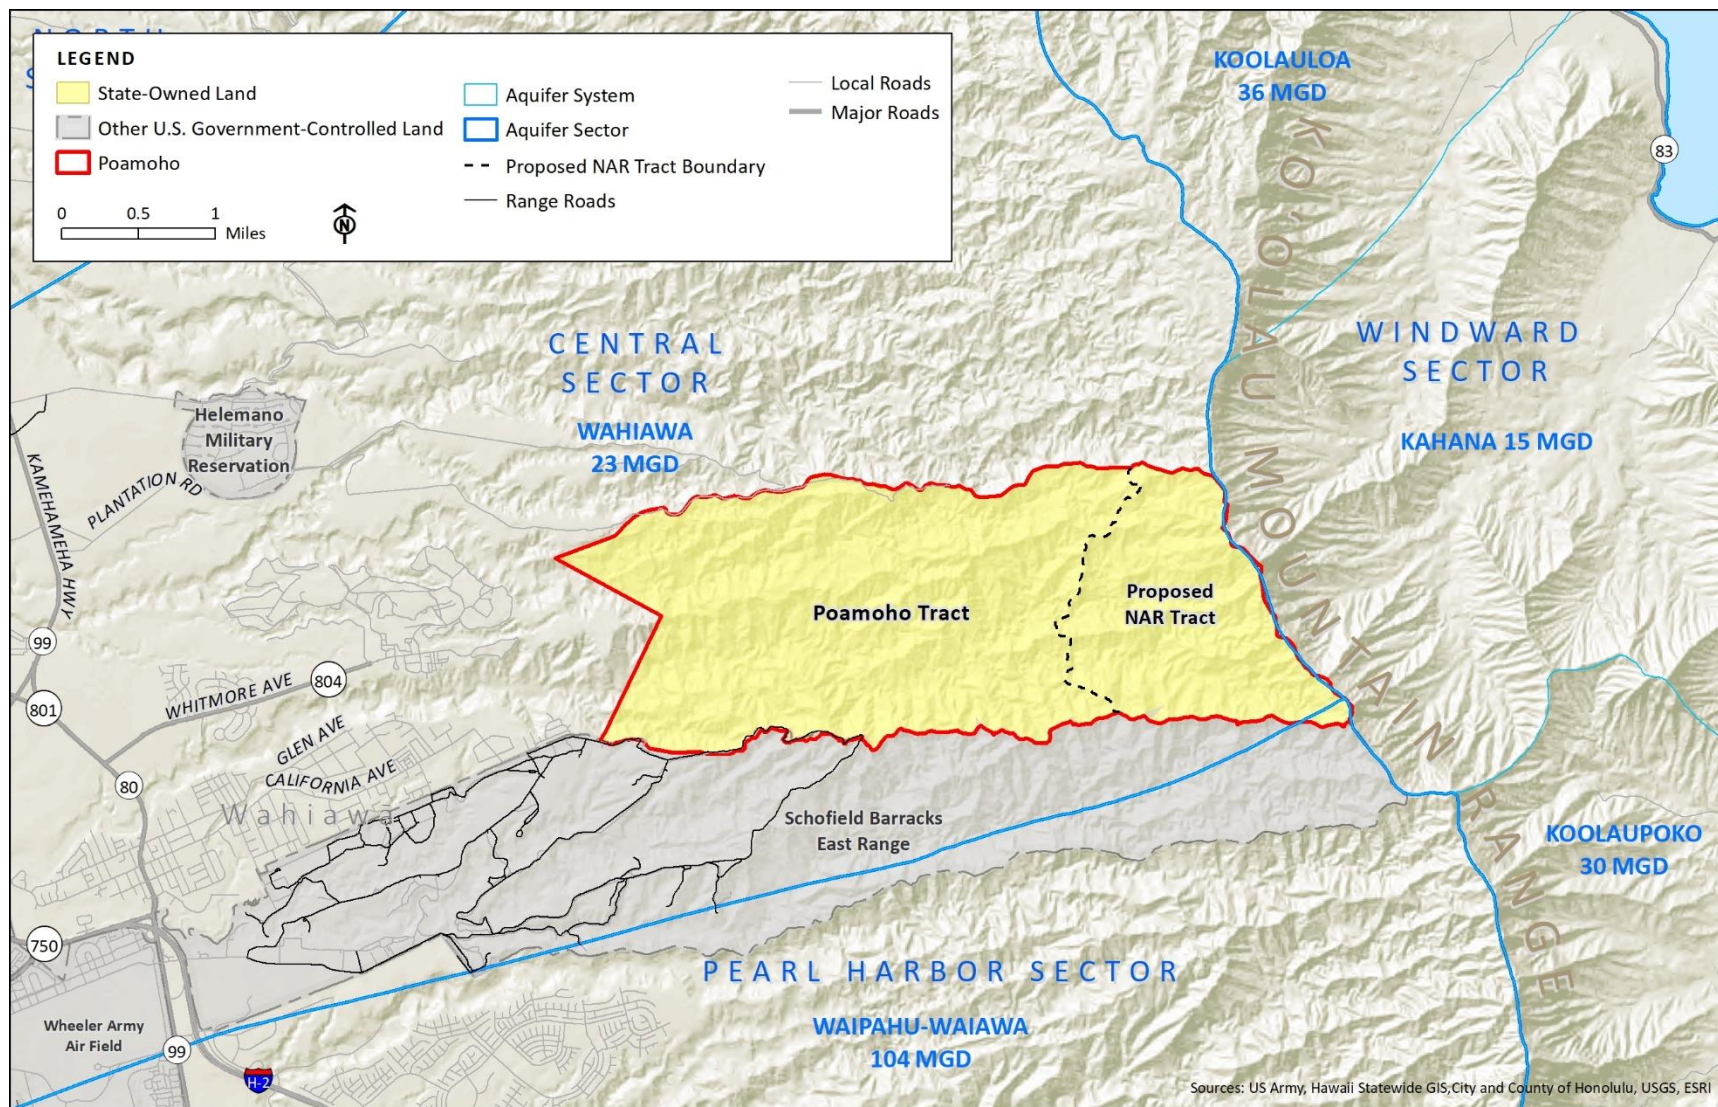 NORTH
S
LEGEND
State-Owned Land
Other U.S. Government-Controlled Land
Poamoho
Aquifer System
Aquifer Sector
Proposed NAR Tract Boundary
Range Roads
Local Roads
Major Roads
0 0.5 1
Miles
N
KOOLAULOA
36 MGD
83
KO'OLAU MOUNTAIN RANGE
CENTRAL
SECTOR
WINDWARD
SECTOR
WAHIAWA
23 MGD
KAHANA 15 MGD
Helemano
Military
Reservation
PLANTATION RD
KAMEHAMEHA HWY
Poamoho Tract
Proposed
NAR Tract
99
804
801
WHITMORE AVE
GLEN AVE
CALIFORNIA AVE
80
Wahiawa
Schofield Barracks
East Range
KOOLAUPOKO
30 MGD
750
PEARL HARBOR SECTOR
WAIPAHU-WAIAWA
104 MGD
Wheeler Army
Air Field
99
H-2
Sources: US Army, Hawaii Statewide GIS,City and County of Honolulu, USGS, ESRI